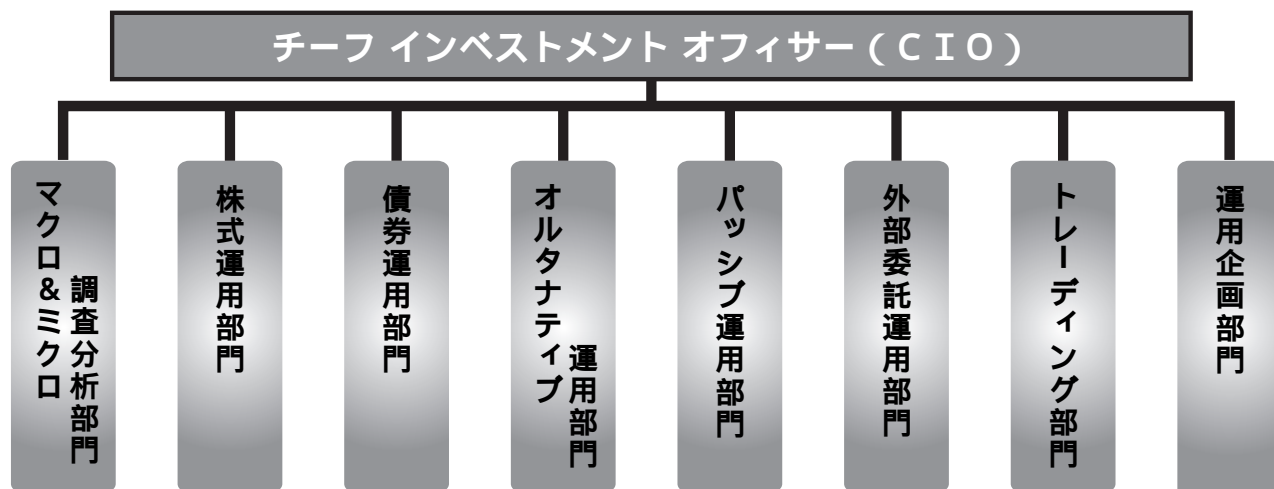 チーフ インベストメント オフィサー(CIO)
マクロ&ミクロ
調査分析部門
株式運用部門
債券運用部門
オルタナティブ
運用部門
パッシブ運用部門
外部委託運用部門
トレーディング部門
運用企画部門